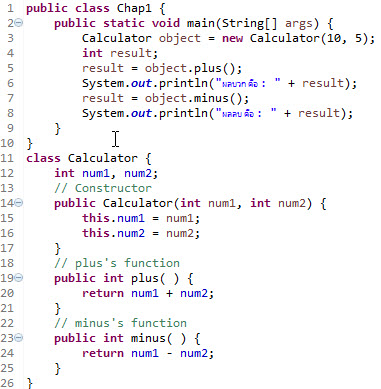 1 public class Chap1 {
2 public static void main(String[] args) {
3 Calculator object = new Calculator(10, 5);
4 int result;
5 result = object.plus();
6 System.out.println("ผลบวก คือ : " + result);
7 result = object.minus();
8 System.out.println("ผลลบ คือ : " + result);
9 }
10 }
11 class Calculator {
12 int num1, num2;
13 // Constructor
14 public Calculator(int num1, int num2) {
15 this.num1 = num1;
16 this.num2 = num2;
17 }
18 // plus's function
19 public int plus( ) {
20 return num1 + num2;
21 }
22 // minus's function
23 public int minus( ) {
24 return num1 - num2;
25 }
26 }